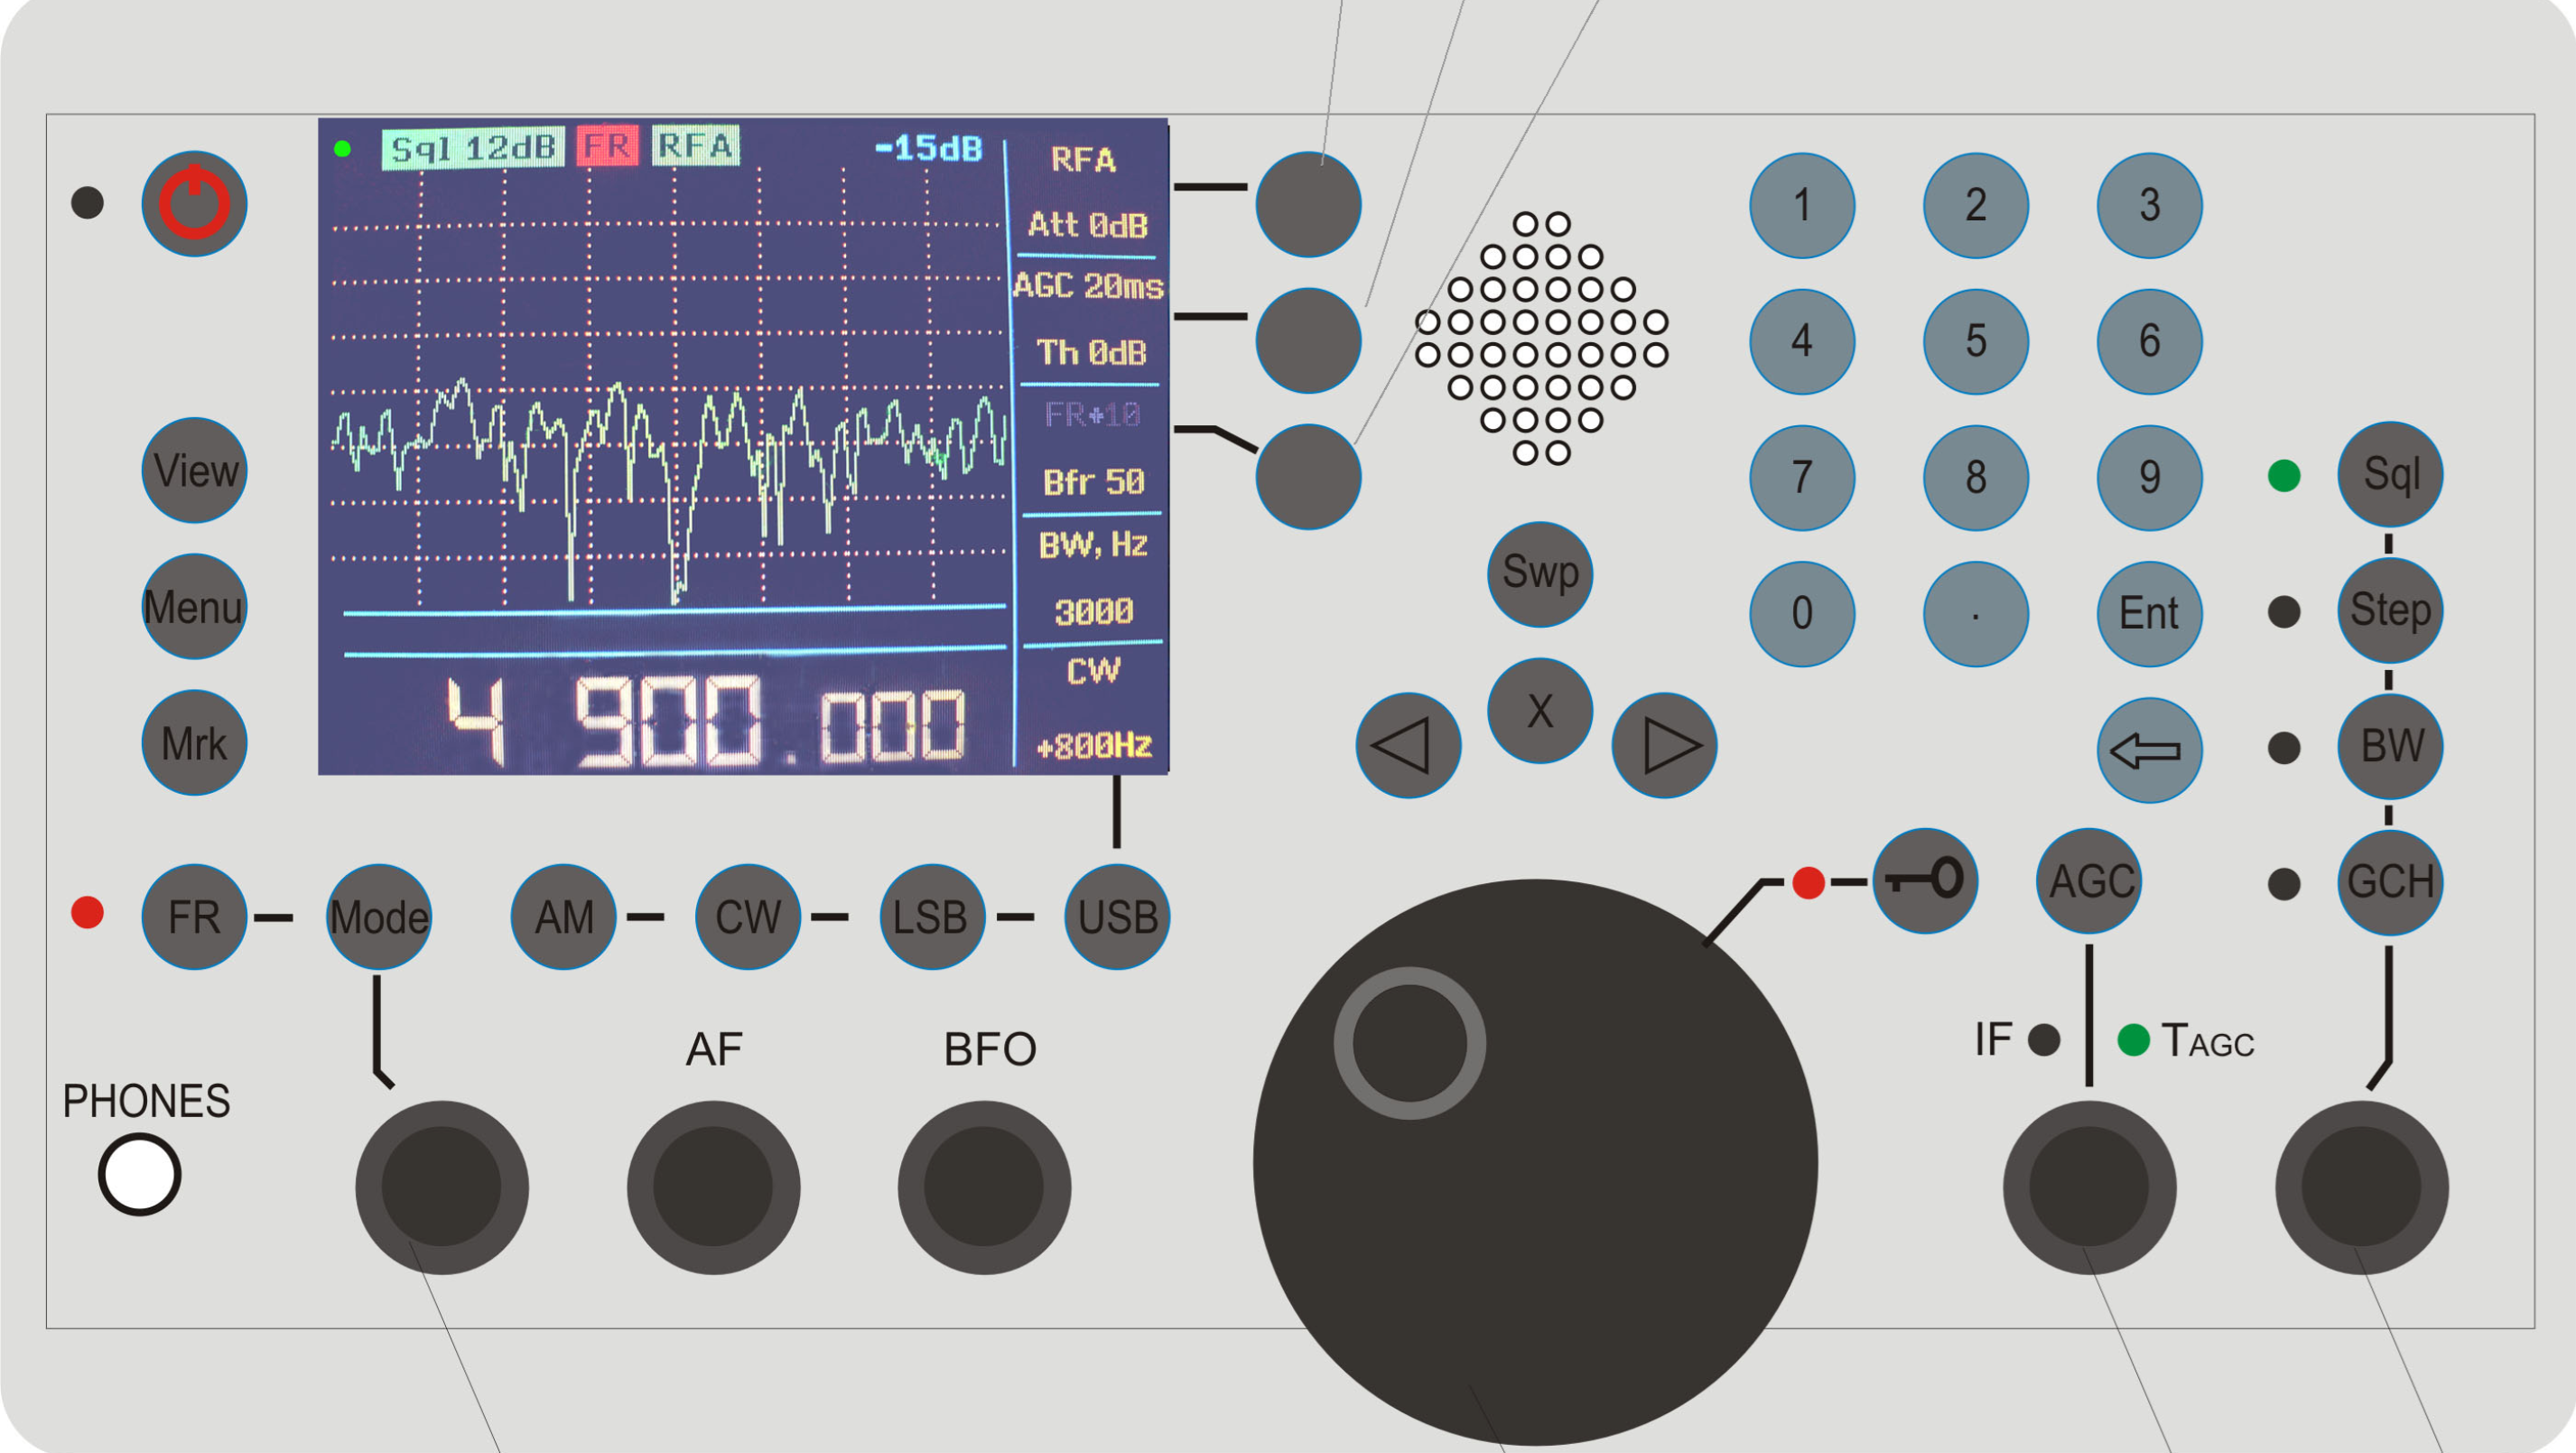 Sql 12dB FR RFA -15dB
RFA
Att 0dB
AGC 20ms
Th 0dB
FR+10
Bfr 50
BW, Hz
3000
CW
+800Hz
4 900.000
View
Menu
Mrk
FR Mode AM CW LSB USB
PHONES
AF BFO
Swp
X
1 2 3
4 5 6
7 8 9
0 . Ent
Sql
Step
BW
AGC GCH
IF TAGC